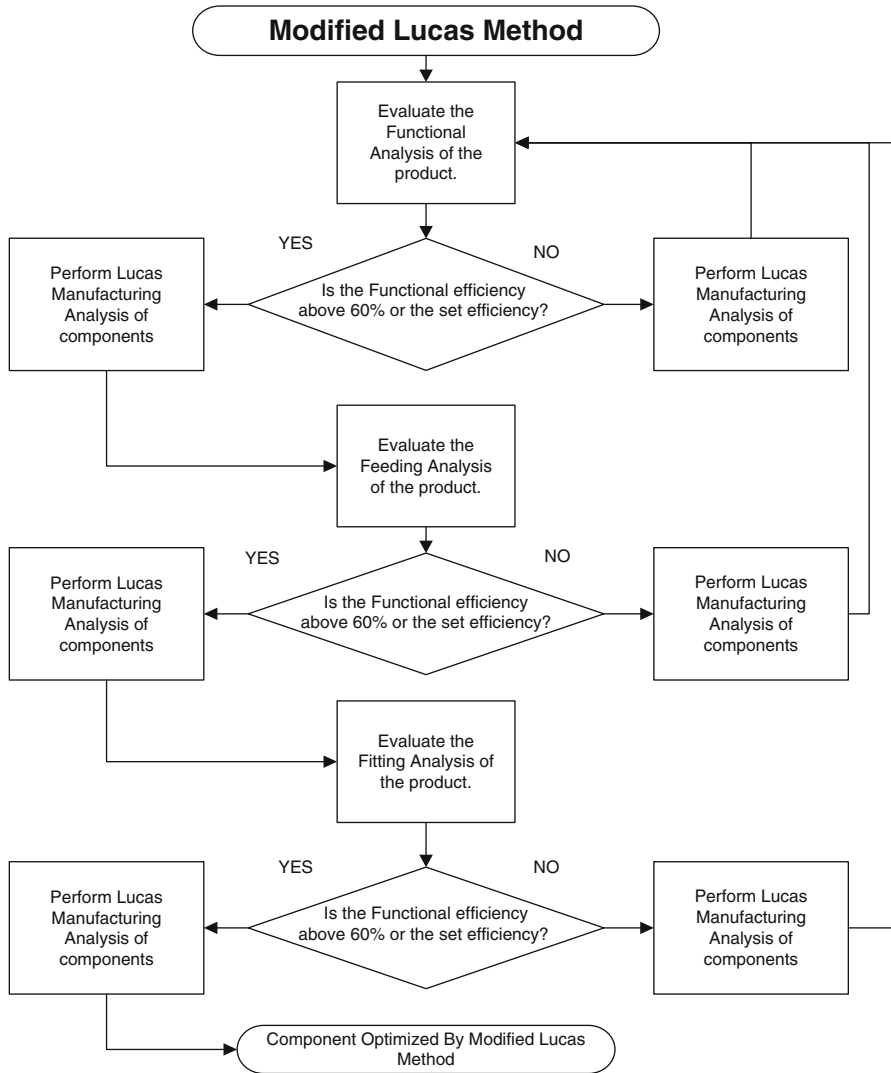 Modified Lucas Method
Evaluate the
Functional
Analysis of the
product.
YES
NO
Perform Lucas
Manufacturing
Analysis of
components
Is the Functional efficiency
above 60% or the set efficiency?
Perform Lucas
Manufacturing
Analysis of
components
Evaluate the
Feeding Analysis
of the product.
YES
NO
Perform Lucas
Manufacturing
Analysis of
components
Is the Functional efficiency
above 60% or the set efficiency?
Perform Lucas
Manufacturing
Analysis of
components
Evaluate the
Fitting Analysis of
the product.
YES
NO
Perform Lucas
Manufacturing
Analysis of
components
Is the Functional efficiency
above 60% or the set efficiency?
Perform Lucas
Manufacturing
Analysis of
components
Component Optimized By Modified Lucas
Method